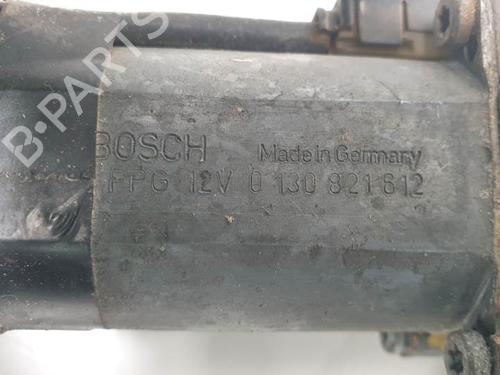 B-PARTS
BOSCH Made in Germany
FPG 12V 0 130 821 612